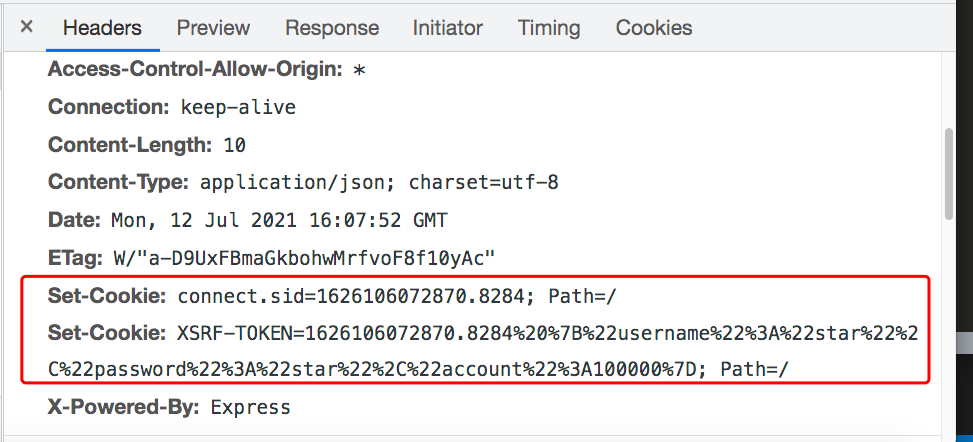 × Headers Preview Response Initiator Timing Cookies
Access-Control-Allow-Origin: *
Connection: keep-alive
Content-Length: 10
Content-Type: application/json; charset=utf-8
Date: Mon, 12 Jul 2021 16:07:52 GMT
ETag: W/"a-D9UxFBmaGkbohwMrfvoF8f10yAc"
Set-Cookie: connect.sid=1626106072870.8284; Path=/
Set-Cookie: XSRF-TOKEN=1626106072870.8284%20%7B%22username%22%3A%22star%22%2
C%22password%22%3A%22star%22%2C%22account%22%3A100000%7D; Path=/
X-Powered-By: Express